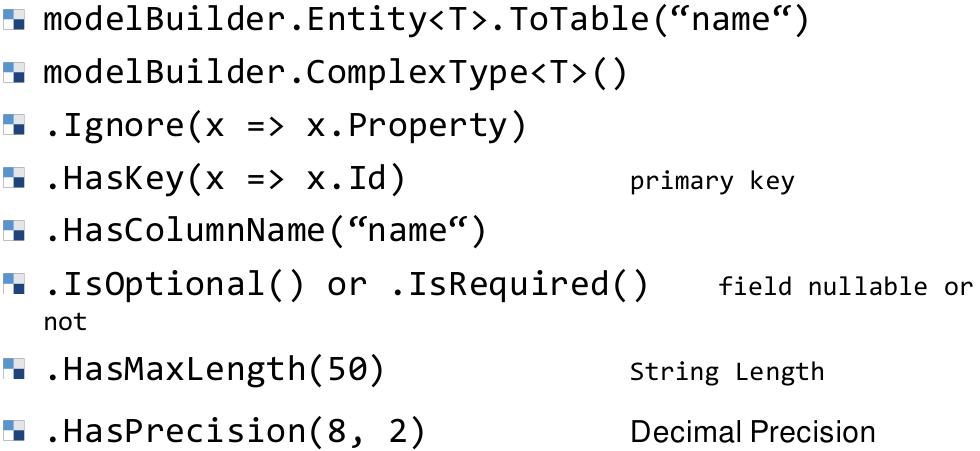 modelBuilder.Entity<T>.ToTable(“name“)
modelBuilder.ComplexType<T>()
.Ignore(x => x.Property)
.HasKey(x => x.Id) primary key
.HasColumnName(“name“)
.IsOptional() or .IsRequired() field nullable or
not
.HasMaxLength(50) String Length
.HasPrecision(8, 2) Decimal Precision